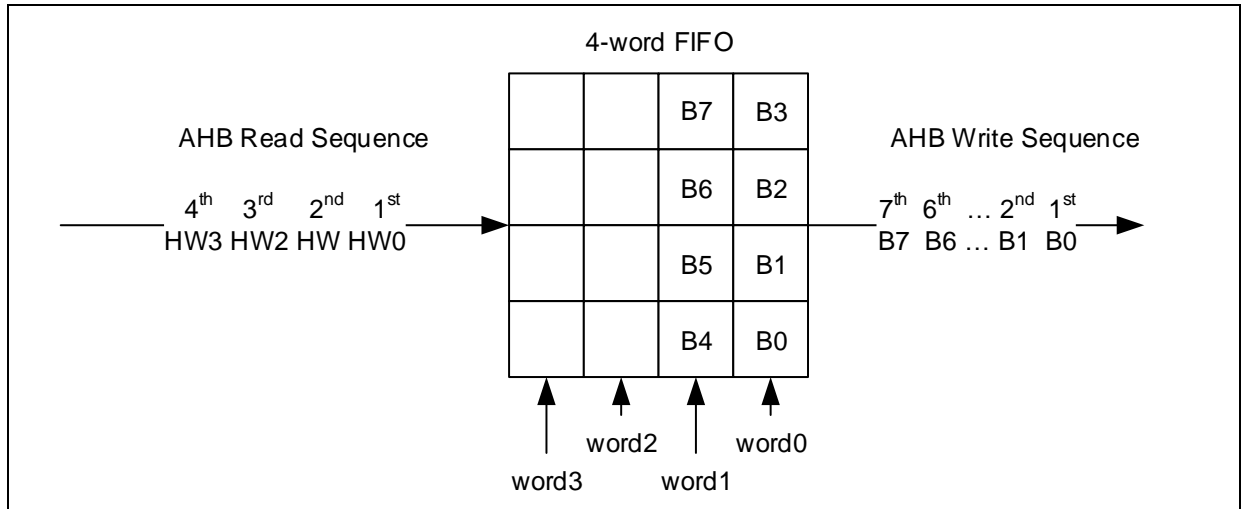 4-word FIFO
B7 B3
AHB Read Sequence
AHB Write Sequence
B6 B2
4th 3rd 2nd 1st
7th 6th … 2nd 1st
HW3 HW2 HW HW0
B7 B6 … B1 B0
B5 B1
B4 B0
word2
word0
word3
word1